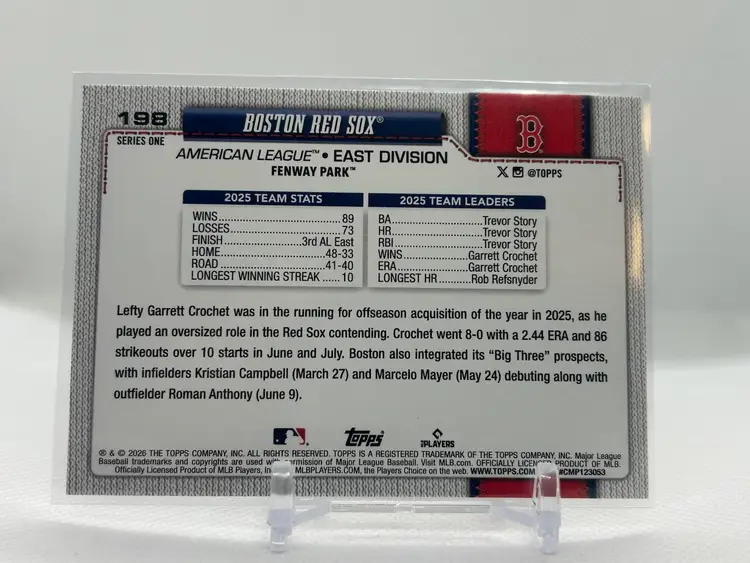 198
SERIES ONE
BOSTON RED SOX®
B
AMERICAN LEAGUE™ • EAST DIVISION
FENWAY PARK™
@TOPPS
2025 TEAM STATS
WINS 89
LOSSES 73
FINISH 3rd AL East
HOME 48-33
ROAD 41-40
LONGEST WINNING STREAK 10
2025 TEAM LEADERS
BA Trevor Story
HR Trevor Story
RBI Trevor Story
WINS Garrett Crochet
ERA Garrett Crochet
LONGEST HR Rob Refsnyder
Lefty Garrett Crochet was in the running for offseason acquisition of the year in 2025, as he
played an oversized role in the Red Sox contending. Crochet went 8-0 with a 2.44 ERA and 86
strikeouts over 10 starts in June and July. Boston also integrated its “Big Three” prospects,
with infielders Kristian Campbell (March 27) and Marcelo Mayer (May 24) debuting along with
outfielder Roman Anthony (June 9).
Topps
PLAYERS
® & © 2026 THE TOPPS COMPANY, INC. ALL RIGHTS RESERVED. TOPPS IS A REGISTERED TRADEMARK OF THE TOPPS COMPANY, INC. Major League
Baseball trademarks and copyrights are used with permission of Major League Baseball. Visit MLB.com. OFFICIALLY LICENSED PRODUCT OF MLB.
Officially Licensed Product of MLB Players, Inc. MLBPLAYERS.COM, the Players Choice on the web. WWW.TOPPS.COM #CMP123053